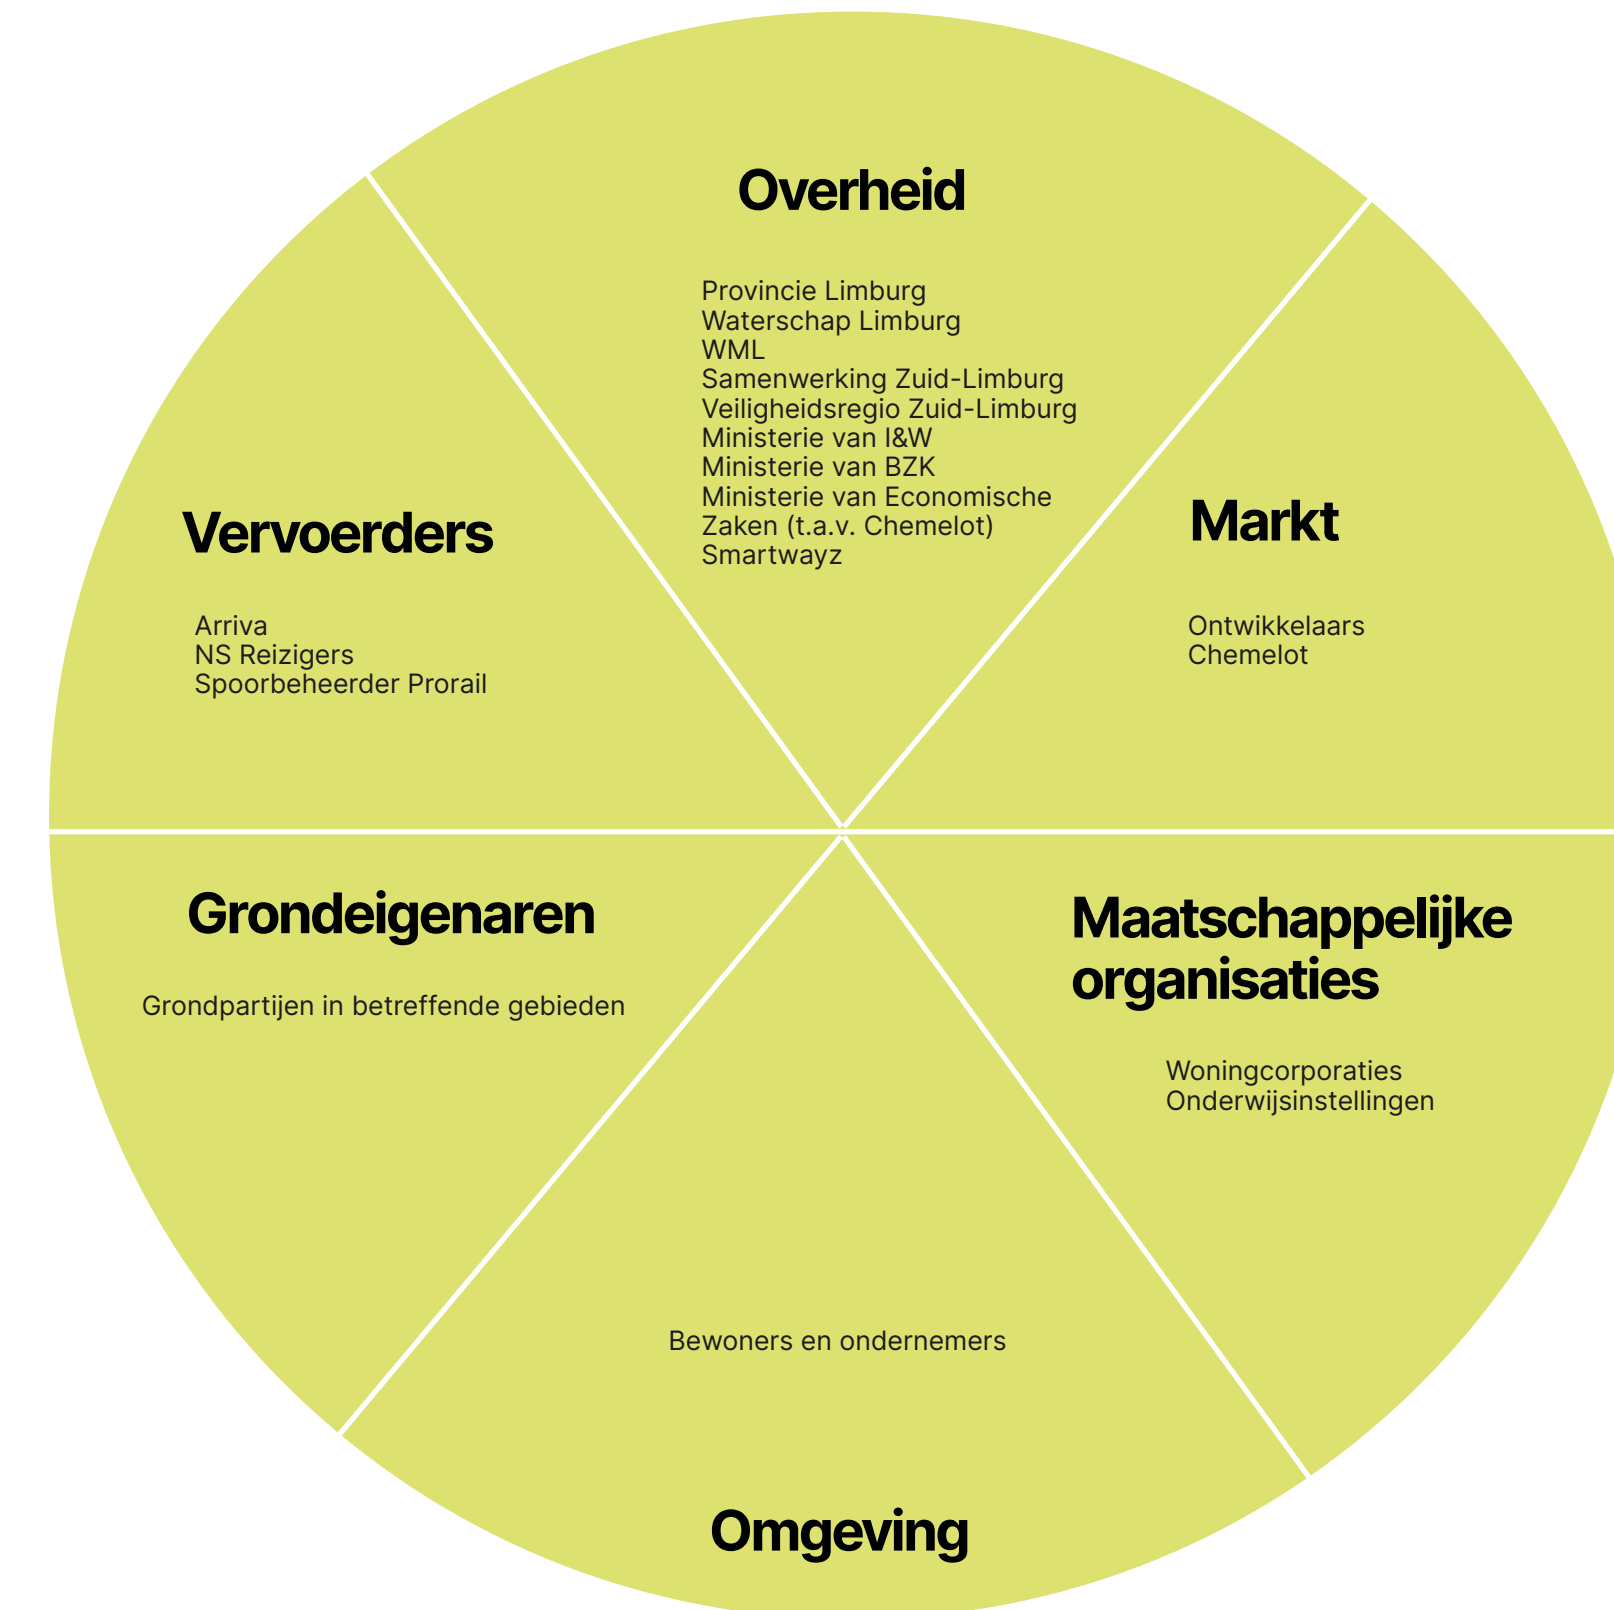 Overheid
Provincie Limburg
Waterschap Limburg
WML
Samenwerking Zuid-Limburg
Veiligheidsregio Zuid-Limburg
Ministerie van I&W
Ministerie van BZK
Ministerie van Economische
Zaken (t.a.v. Chemelot)
Smartwayz
Vervoerders
Arriva
NS Reizigers
Spoorbeheerder Prorail
Markt
Ontwikkelaars
Chemelot
Grondeigenaren
Grondpartijen in betreffende gebieden
Maatschappelijke
organisaties
Woningcorporaties
Onderwijsinstellingen
Bewoners en ondernemers
Omgeving